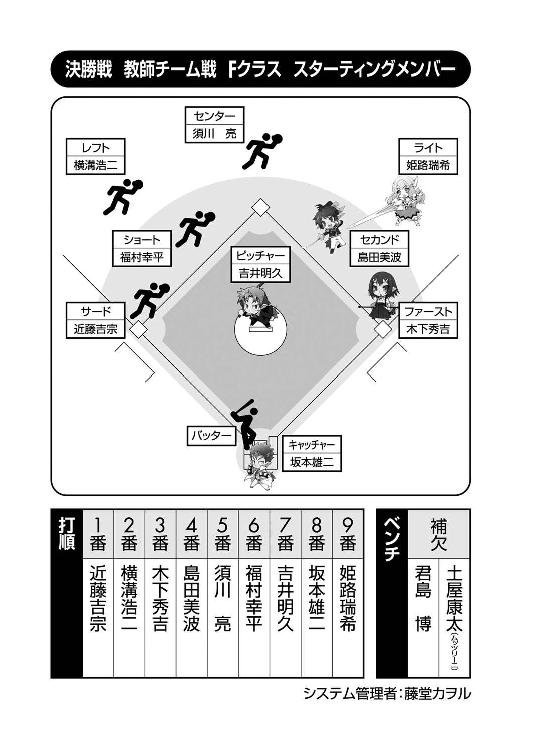 決勝戦 教師チーム戦 Fクラス スターティングメンバー
センター
須川 亮
レフト
横溝浩二
ライト
姫路瑞希
ショート
福村幸平
セカンド
島田美波
ピッチャー
吉井明久
サード
近藤吉宗
ファースト
木下秀吉
バッター
キャッチャー
坂本雄二
打順
1番 近藤吉宗
2番 横溝浩二
3番 木下秀吉
4番 島田美波
5番 須川 亮
6番 福村幸平
7番 吉井明久
8番 坂本雄二
9番 姫路瑞希
ベンチ
補欠
土屋康太(ムッツリーニ)
君島 博
システム管理者:藤堂カヲル